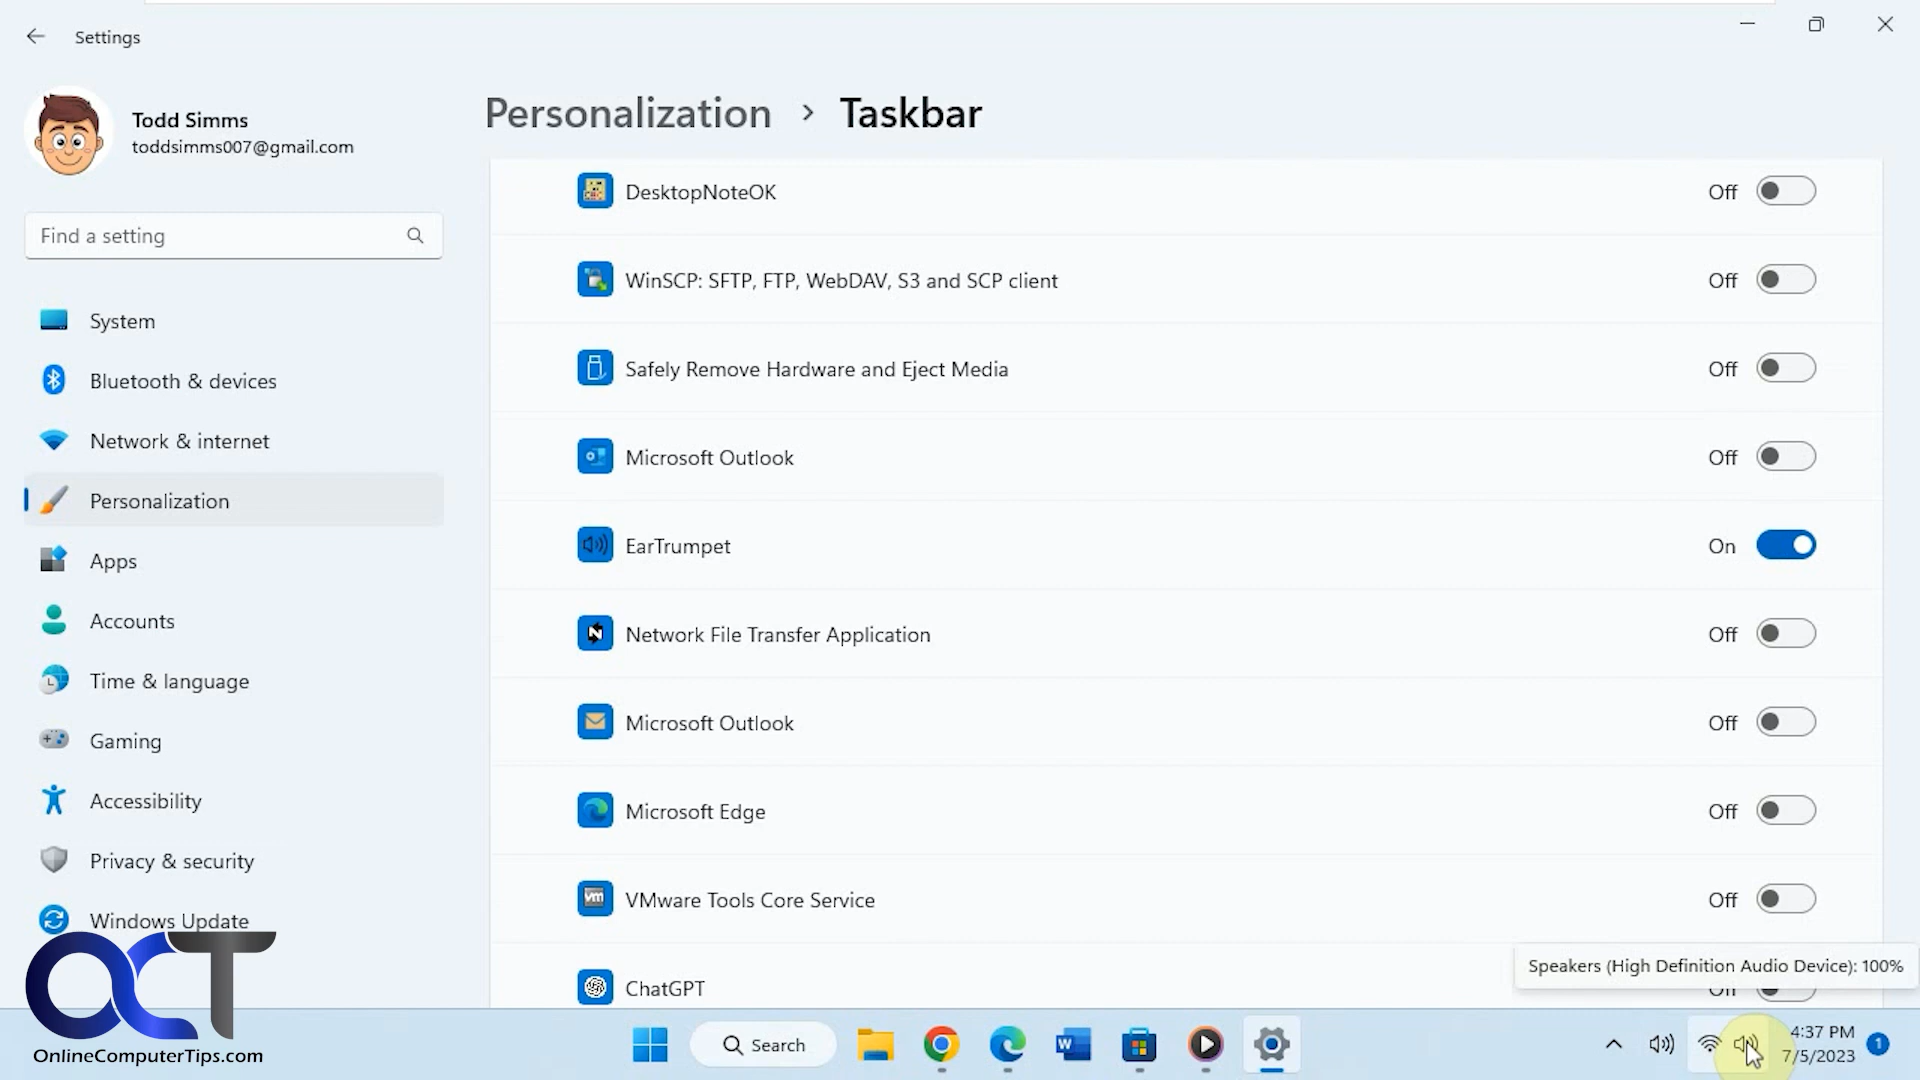 Settings
Todd Simms
toddsimms007@gmail.com
Find a setting
System
Bluetooth & devices
Network & internet
Personalization
Apps
Accounts
Time & language
Gaming
Accessibility
Privacy & security
Windows Update
OCT
OnlineComputerTips.com
Personalization > Taskbar
DesktopNoteOK Off
WinSCP: SFTP, FTP, WebDAV, S3 and SCP client Off
Safely Remove Hardware and Eject Media Off
Microsoft Outlook Off
EarTrumpet On
Network File Transfer Application Off
Microsoft Outlook Off
Microsoft Edge Off
vm VMware Tools Core Service Off
ChatGPT Off
Speakers (High Definition Audio Device): 100%
Search
4:37 PM
7/5/2023
1